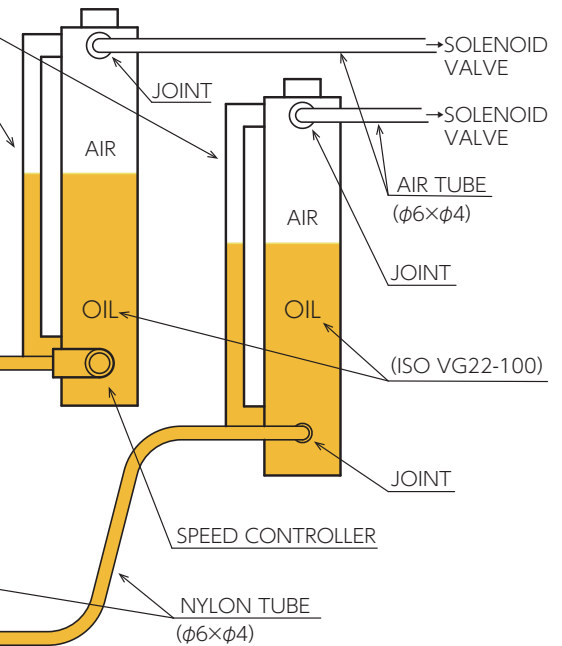 SOLENOID
VALVE
JOINT
SOLENOID
VALVE
AIR
AIR TUBE
(φ6×φ4)
AIR
JOINT
OIL
OIL
(ISO VG22-100)
JOINT
SPEED CONTROLLER
NYLON TUBE
(φ6×φ4)